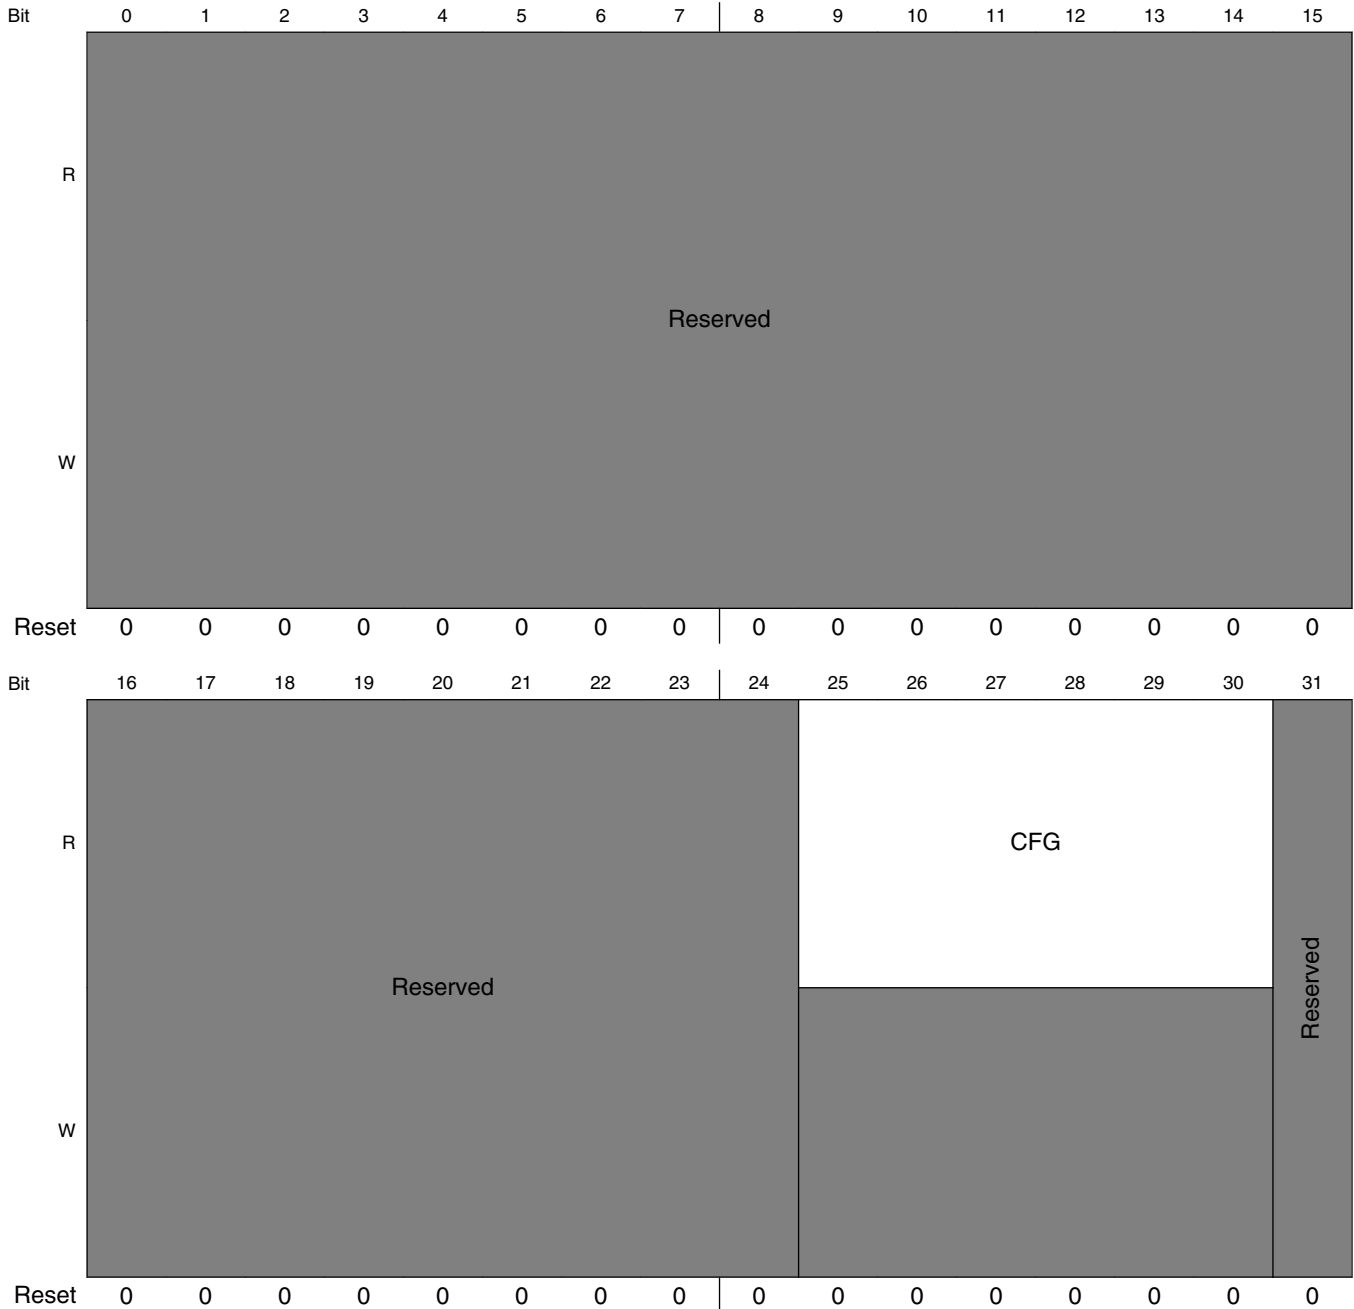 Bit 0 1 2 3 4 5 6 7 8 9 10 11 12 13 14 15
R
Reserved
W
Reset 0 0 0 0 0 0 0 0 0 0 0 0 0 0 0 0
Bit 16 17 18 19 20 21 22 23 24 25 26 27 28 29 30 31
R CFG
Reserved Reserved
W
Reset 0 0 0 0 0 0 0 0 0 0 0 0 0 0 0 0